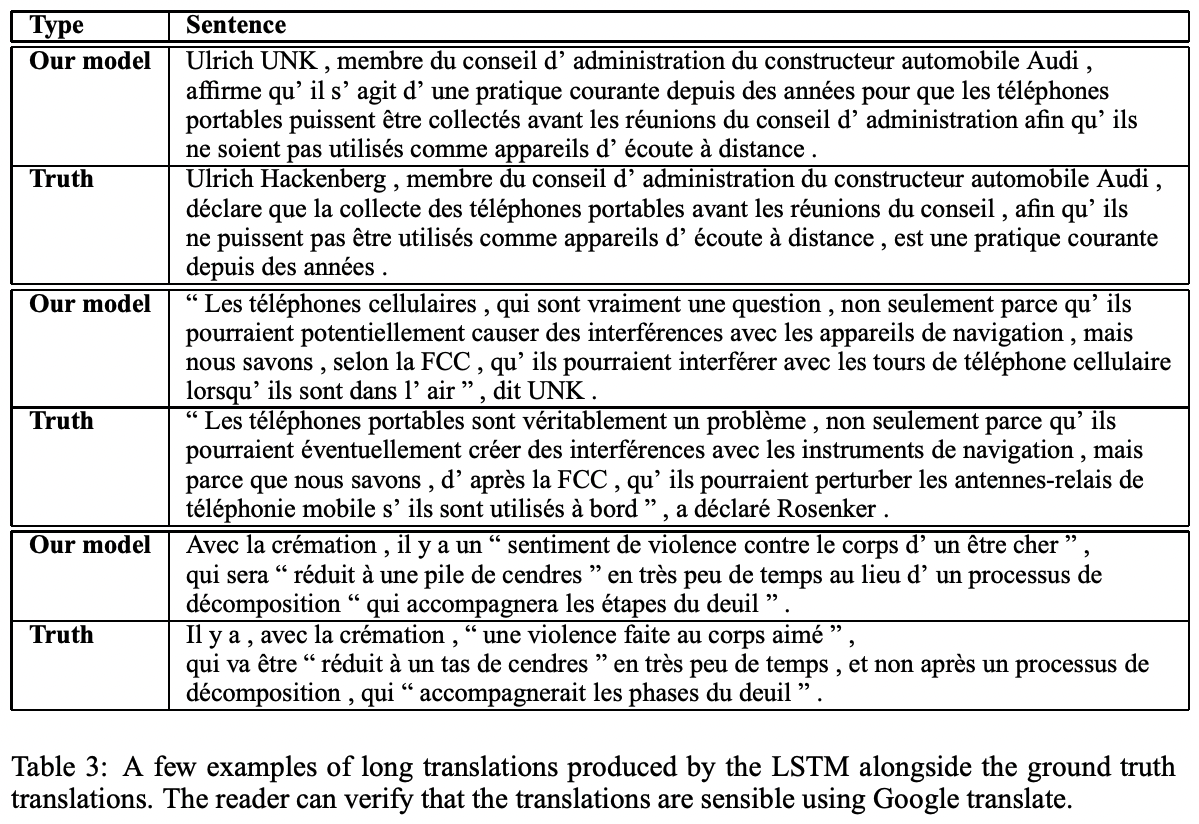 Type Sentence
Our model Ulrich UNK , membre du conseil d’ administration du constructeur automobile Audi ,
affirme qu’ il s’ agit d’ une pratique courante depuis des années pour que les téléphones
portables puissent être collectés avant les réunions du conseil d’ administration afin qu’ ils
ne soient pas utilisés comme appareils d’ écoute à distance .
Truth Ulrich Hackenberg , membre du conseil d’ administration du constructeur automobile Audi ,
déclare que la collecte des téléphones portables avant les réunions du conseil , afin qu’ ils
ne puissent pas être utilisés comme appareils d’ écoute à distance , est une pratique courante
depuis des années .
Our model “ Les téléphones cellulaires , qui sont vraiment une question , non seulement parce qu’ ils
pourraient potentiellement causer des interférences avec les appareils de navigation , mais
nous savons , selon la FCC , qu’ ils pourraient interférer avec les tours de téléphone cellulaire
lorsqu’ ils sont dans l’ air ” , dit UNK .
Truth “ Les téléphones portables sont véritablement un problème , non seulement parce qu’ ils
pourraient éventuellement créer des interférences avec les instruments de navigation , mais
parce que nous savons , d’ après la FCC , qu’ ils pourraient perturber les antennes-relais de
téléphonie mobile s’ ils sont utilisés à bord ” , a déclaré Rosenker .
Our model Avec la crémation , il y a un “ sentiment de violence contre le corps d’ un être cher ” ,
qui sera “ réduit à une pile de cendres ” en très peu de temps au lieu d’ un processus de
décomposition “ qui accompagnera les étapes du deuil ” .
Truth Il y a , avec la crémation , “ une violence faite au corps aimé ” ,
qui va être “ réduit à un tas de cendres ” en très peu de temps , et non après un processus de
décomposition , qui “ accompagnerait les phases du deuil ” .
Table 3: A few examples of long translations produced by the LSTM alongside the ground truth
translations. The reader can verify that the translations are sensible using Google translate.